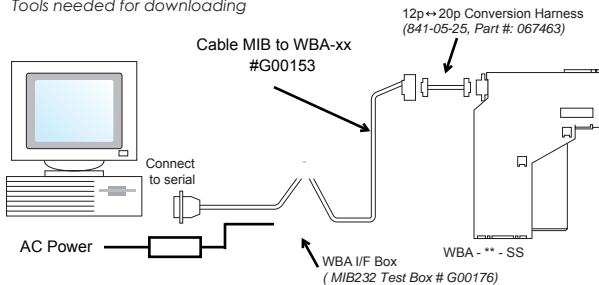 Tools needed for downloading
12p↔20p Conversion Harness
(841-05-25, Part #: 067463)
Cable MIB to WBA-xx
#G00153
Connect
to serial
AC Power
WBA I/F Box
( MIB232 Test Box # G00176)
WBA - ** - SS